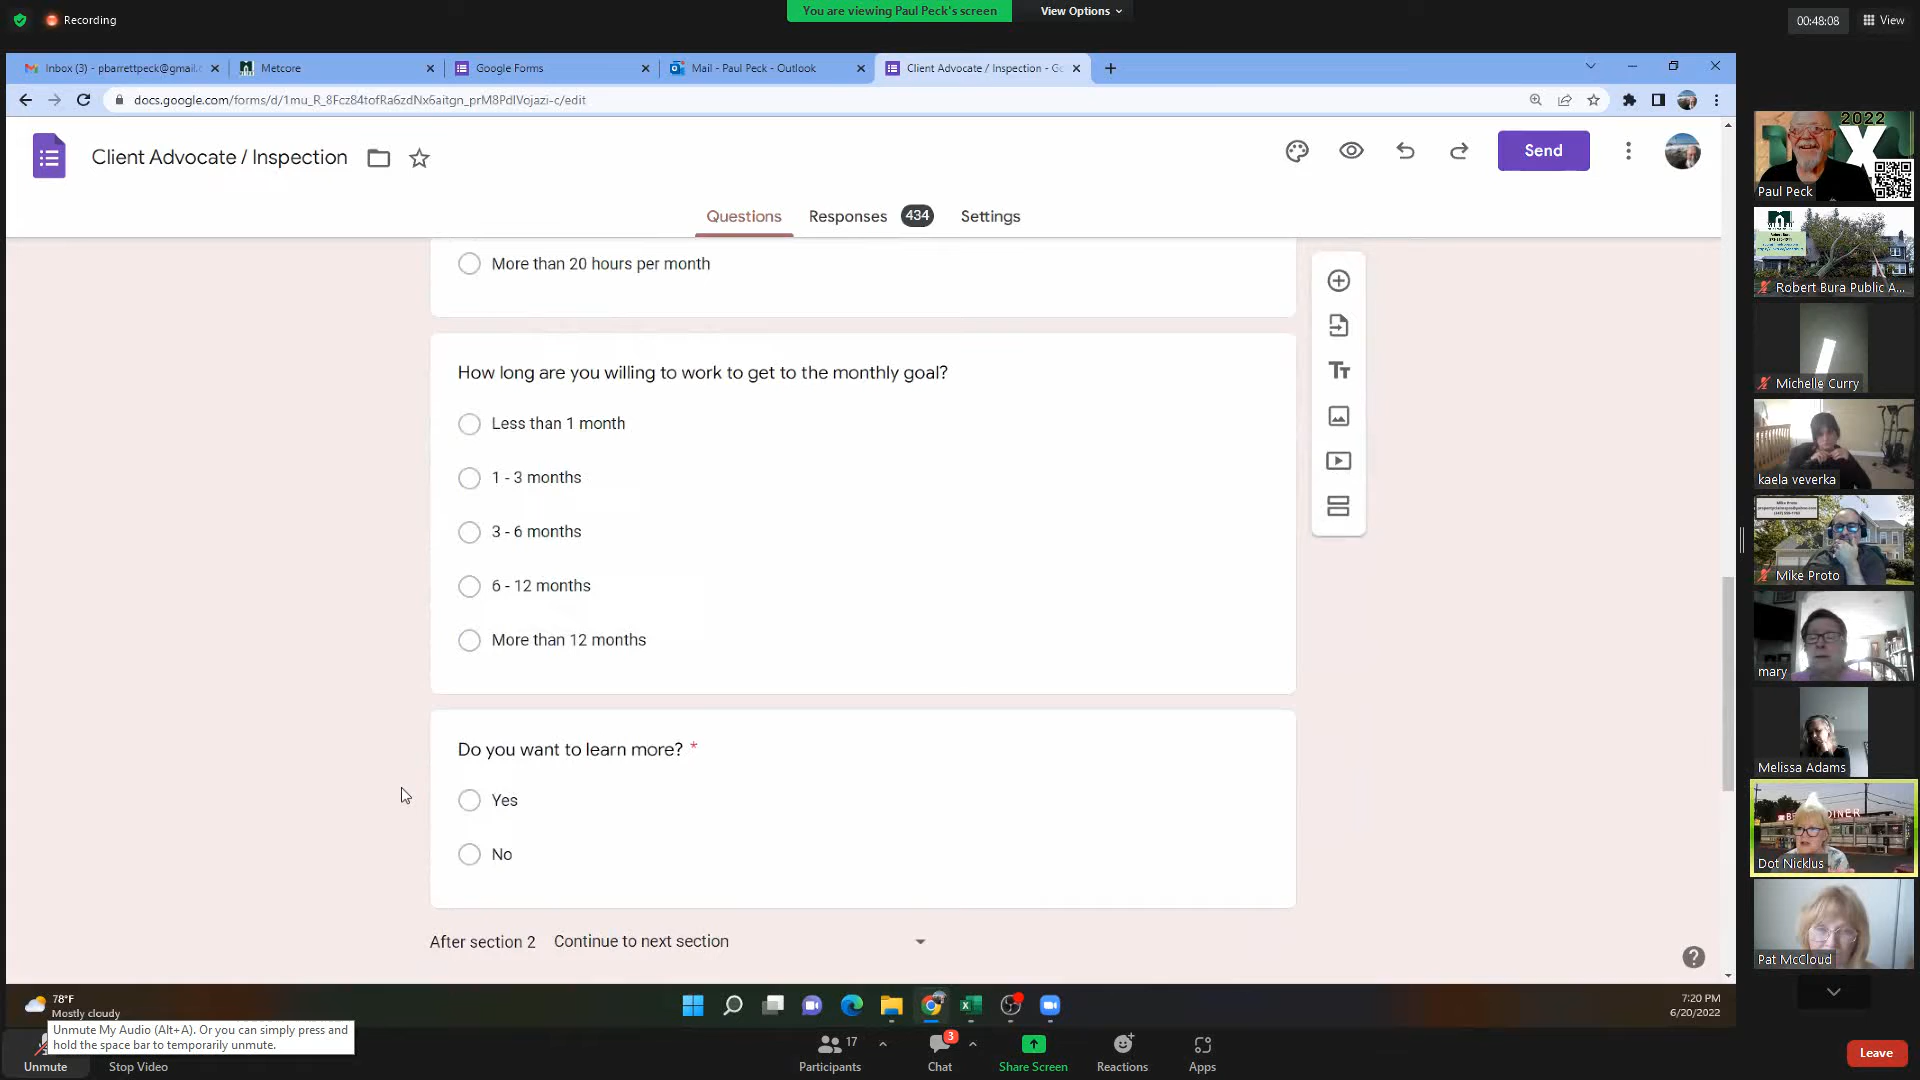 Recording
You are viewing Paul Peck's screen
View Options
00:48:08
View
Inbox (3) - pbarrettpeck@gmail.c
Metcore
Google Forms
Mail - Paul Peck - Outlook
Client Advocate / Inspection - Go
docs.google.com/forms/d/1mu_R_8Fcz84tofRa6zdNx6aitgn_prM8PdlVojazi-c/edit
Client Advocate / Inspection
Send
Questions
Responses
434
Settings
More than 20 hours per month
How long are you willing to work to get to the monthly goal?
Less than 1 month
1 - 3 months
3 - 6 months
6 - 12 months
More than 12 months
Do you want to learn more? *
Yes
No
After section 2
Continue to next section
2022
Paul Peck
Robert Bura Public A...
Michelle Curry
kaela veverka
Mike Proto
Mike Proto
mary
Melissa Adams
DINER
Dot Nicklus
Pat McCloud
78°F
Mostly cloudy
7:20 PM
6/20/2022
Unmute My Audio (Alt+A). Or you can simply press and
hold the space bar to temporarily unmute.
Unmute
Stop Video
17
Participants
3
Chat
Share Screen
Reactions
Apps
Leave